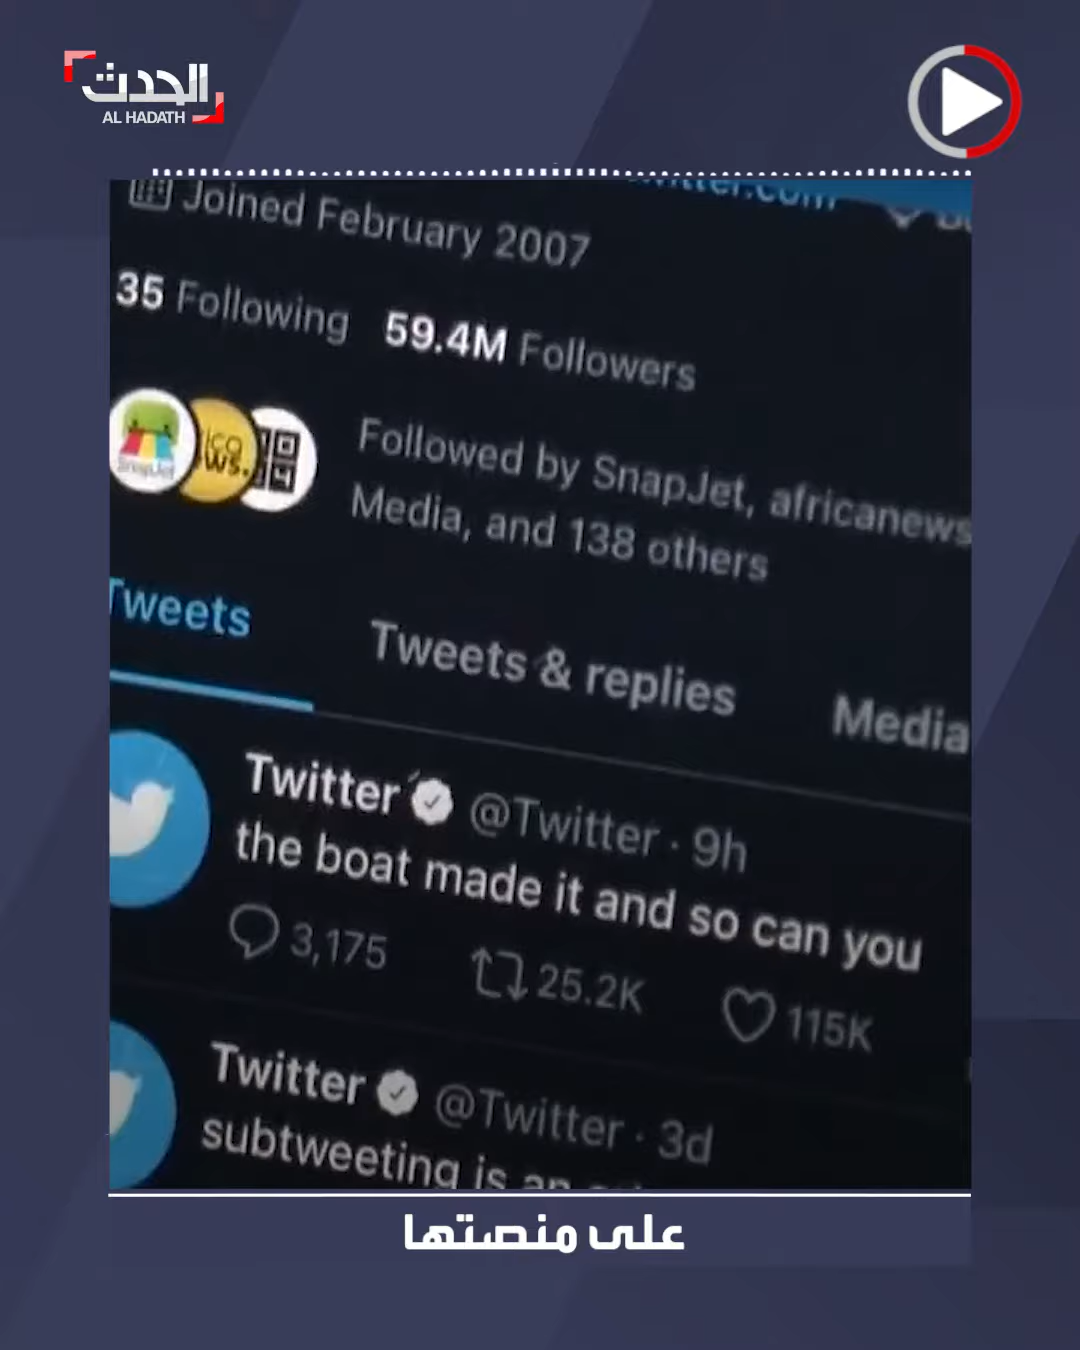 الحدث
AL HADATH
Joined February 2007
35 Following 59.4M Followers
Followed by SnapJet, africanews
Media, and 138 others
Tweets
Tweets & replies
Media
Twitter @Twitter · 9h
the boat made it and so can you
3,175
25.2K
115K
Twitter @Twitter · 3d
subtweeting is an
على منصتها